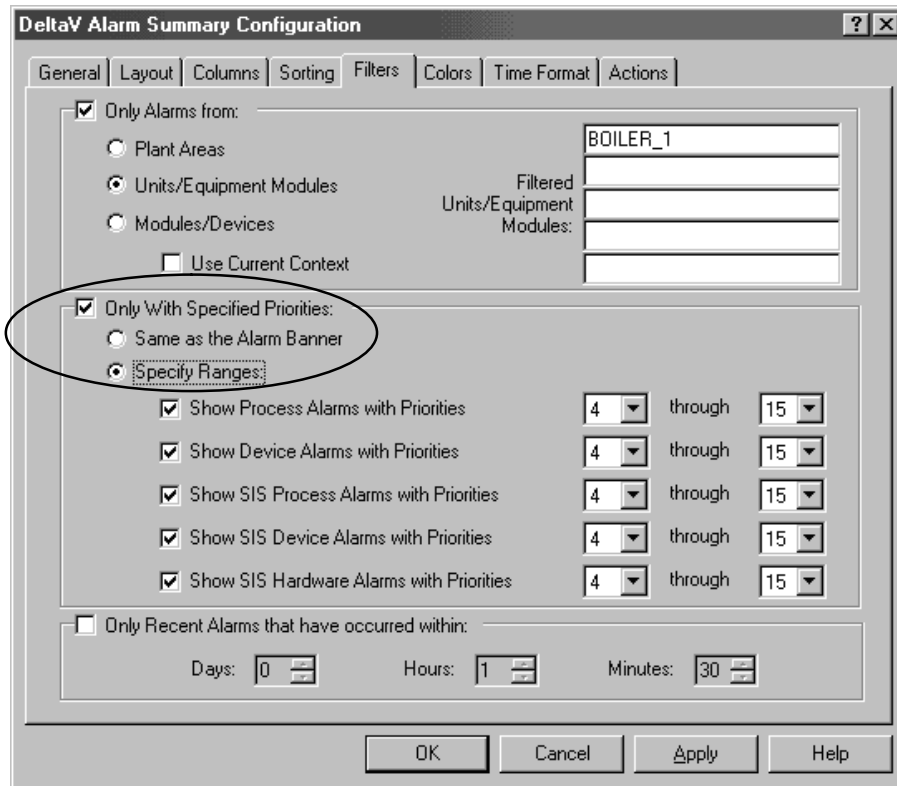 DeltaV Alarm Summary Configuration
General Layout Columns Sorting Filters Colors Time Format Actions
Only Alarms from:
Plant Areas
Units/Equipment Modules
Modules/Devices
Use Current Context
Filtered
Units/Equipment
Modules:
BOILER_1
Only With Specified Priorities:
Same as the Alarm Banner
Specify Ranges:
Show Process Alarms with Priorities 4 through 15
Show Device Alarms with Priorities 4 through 15
Show SIS Process Alarms with Priorities 4 through 15
Show SIS Device Alarms with Priorities 4 through 15
Show SIS Hardware Alarms with Priorities 4 through 15
Only Recent Alarms that have occurred within:
Days: 0 Hours: 1 Minutes: 30
OK Cancel Apply Help